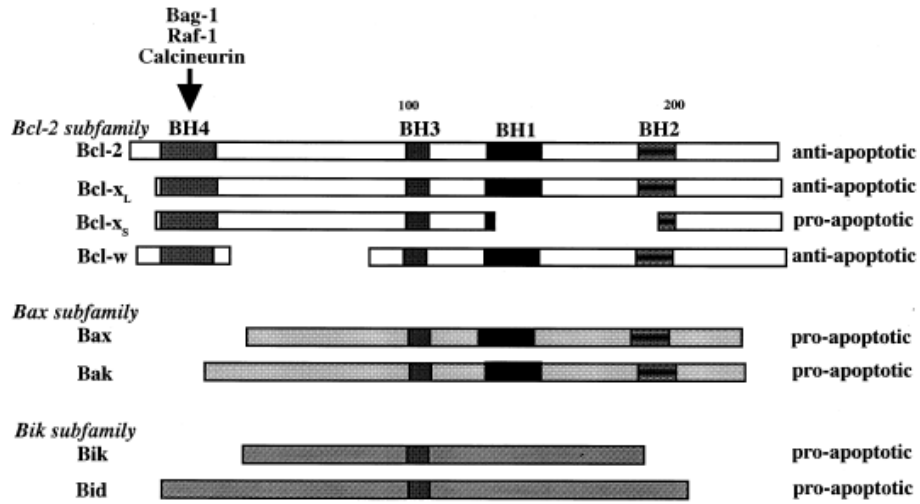 Bag-1
Raf-1
Calcineurin
100 200
Bcl-2 subfamily BH4 BH3 BH1 BH2
Bcl-2 anti-apoptotic
Bcl-xL anti-apoptotic
Bcl-xS pro-apoptotic
Bcl-w anti-apoptotic
Bax subfamily
Bax pro-apoptotic
Bak pro-apoptotic
Bik subfamily
Bik pro-apoptotic
Bid pro-apoptotic